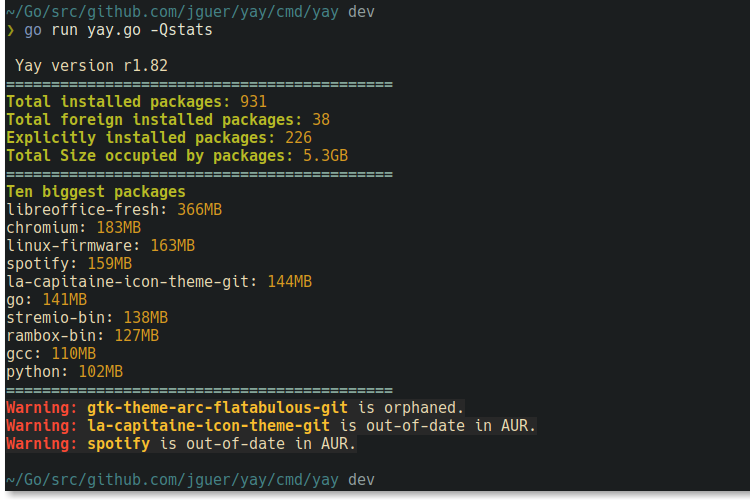 ~/Go/src/github.com/jguer/yay/cmd/yay dev
❯ go run yay.go -Qstats
Yay version r1.82
===========================================
Total installed packages: 931
Total foreign installed packages: 38
Explicitly installed packages: 226
Total Size occupied by packages: 5.3GB
===========================================
Ten biggest packages
libreoffice-fresh: 366MB
chromium: 183MB
linux-firmware: 163MB
spotify: 159MB
la-capitaine-icon-theme-git: 144MB
go: 141MB
stremio-bin: 138MB
rambox-bin: 127MB
gcc: 110MB
python: 102MB
===========================================
Warning: gtk-theme-arc-flatabulous-git is orphaned.
Warning: la-capitaine-icon-theme-git is out-of-date in AUR.
Warning: spotify is out-of-date in AUR.
~/Go/src/github.com/jguer/yay/cmd/yay dev